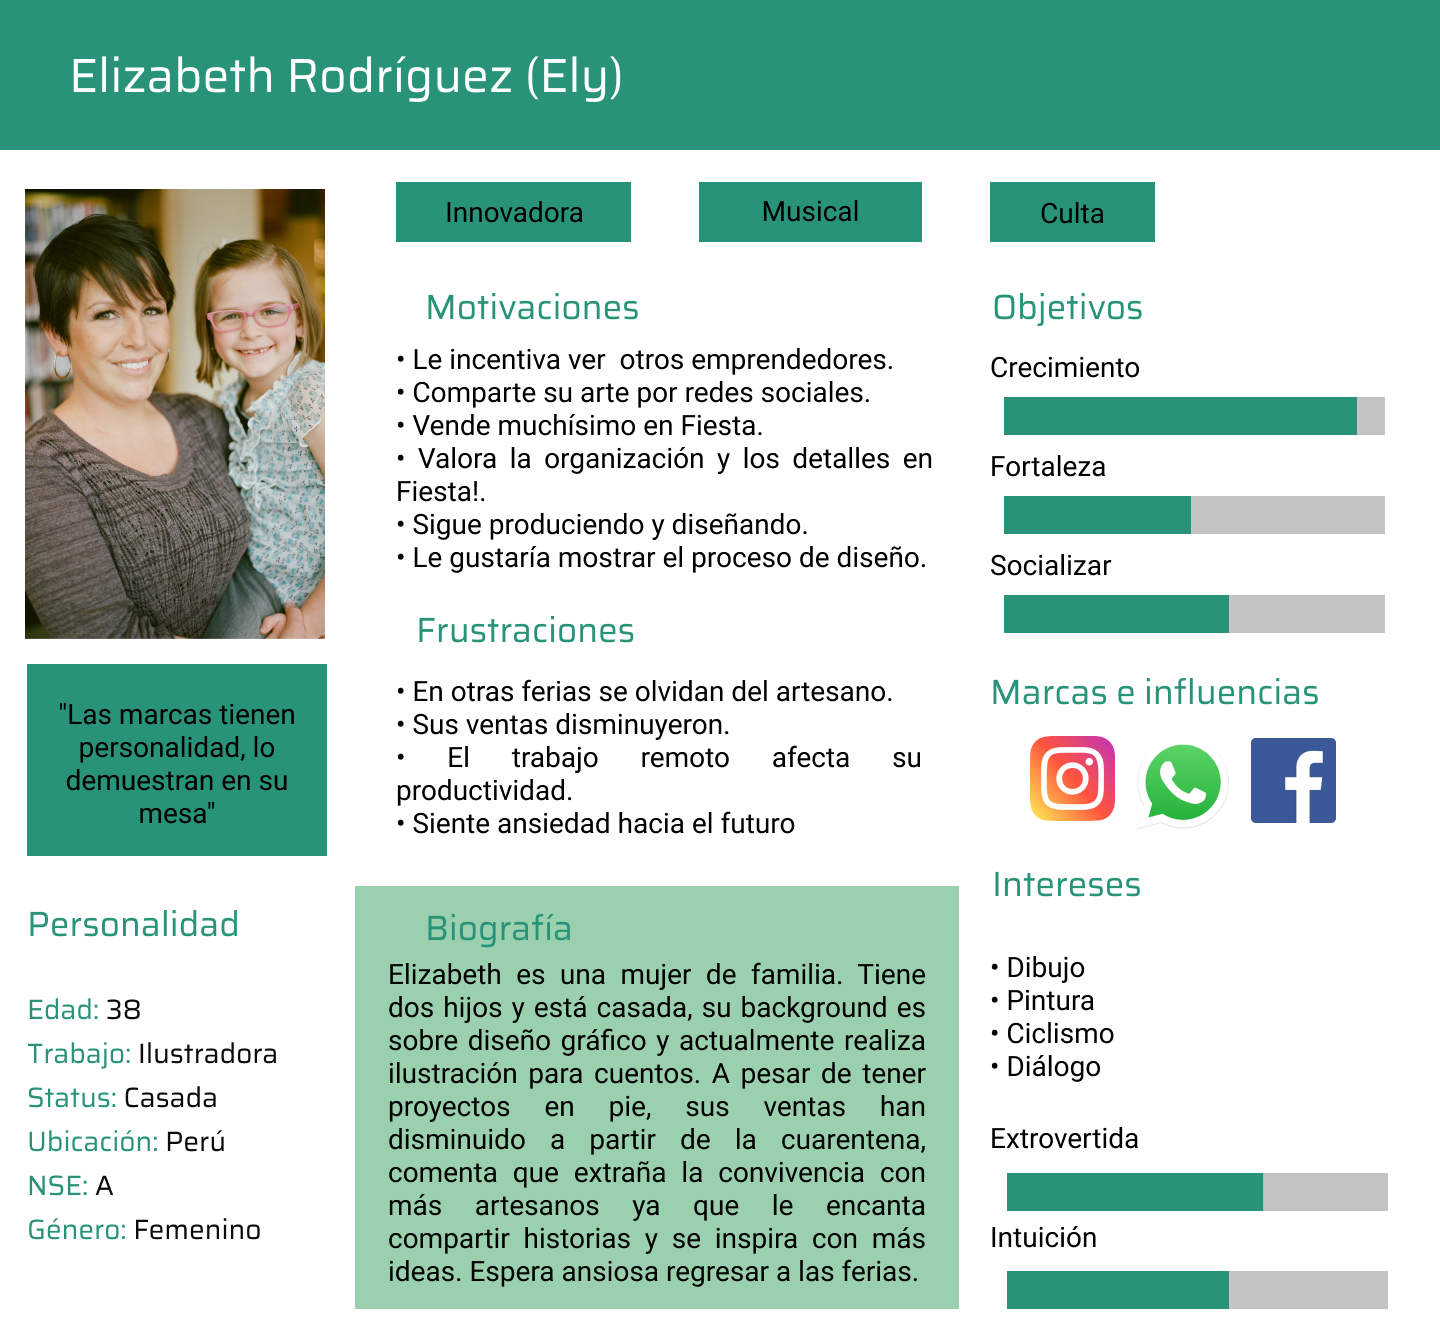 Elizabeth Rodríguez (Ely)
Innovadora
Musical
Culta
"Las marcas tienen
personalidad, lo
demuestran en su
mesa"
Personalidad
Edad: 38
Trabajo: Ilustradora
Status: Casada
Ubicación: Perú
NSE: A
Género: Femenino
Motivaciones
• Le incentiva ver  otros emprendedores.
• Comparte su arte por redes sociales.
• Vende muchísimo en Fiesta.
• Valora la organización y los detalles en
Fiesta!.
• Sigue produciendo y diseñando.
• Le gustaría mostrar el proceso de diseño.
Frustraciones
• En otras ferias se olvidan del artesano.
• Sus ventas disminuyeron.
• El trabajo remoto afecta su
productividad.
• Siente ansiedad hacia el futuro
Biografía
Elizabeth es una mujer de familia. Tiene
dos hijos y está casada, su background es
sobre diseño gráfico y actualmente realiza
ilustración para cuentos. A pesar de tener
proyectos en pie, sus ventas han
disminuido a partir de la cuarentena,
comenta que extraña la convivencia con
más artesanos ya que le encanta
compartir historias y se inspira con más
ideas. Espera ansiosa regresar a las ferias.
Objetivos
Crecimiento
Fortaleza
Socializar
Marcas e influencias
Intereses
• Dibujo
• Pintura
• Ciclismo
• Diálogo
Extrovertida
Intuición